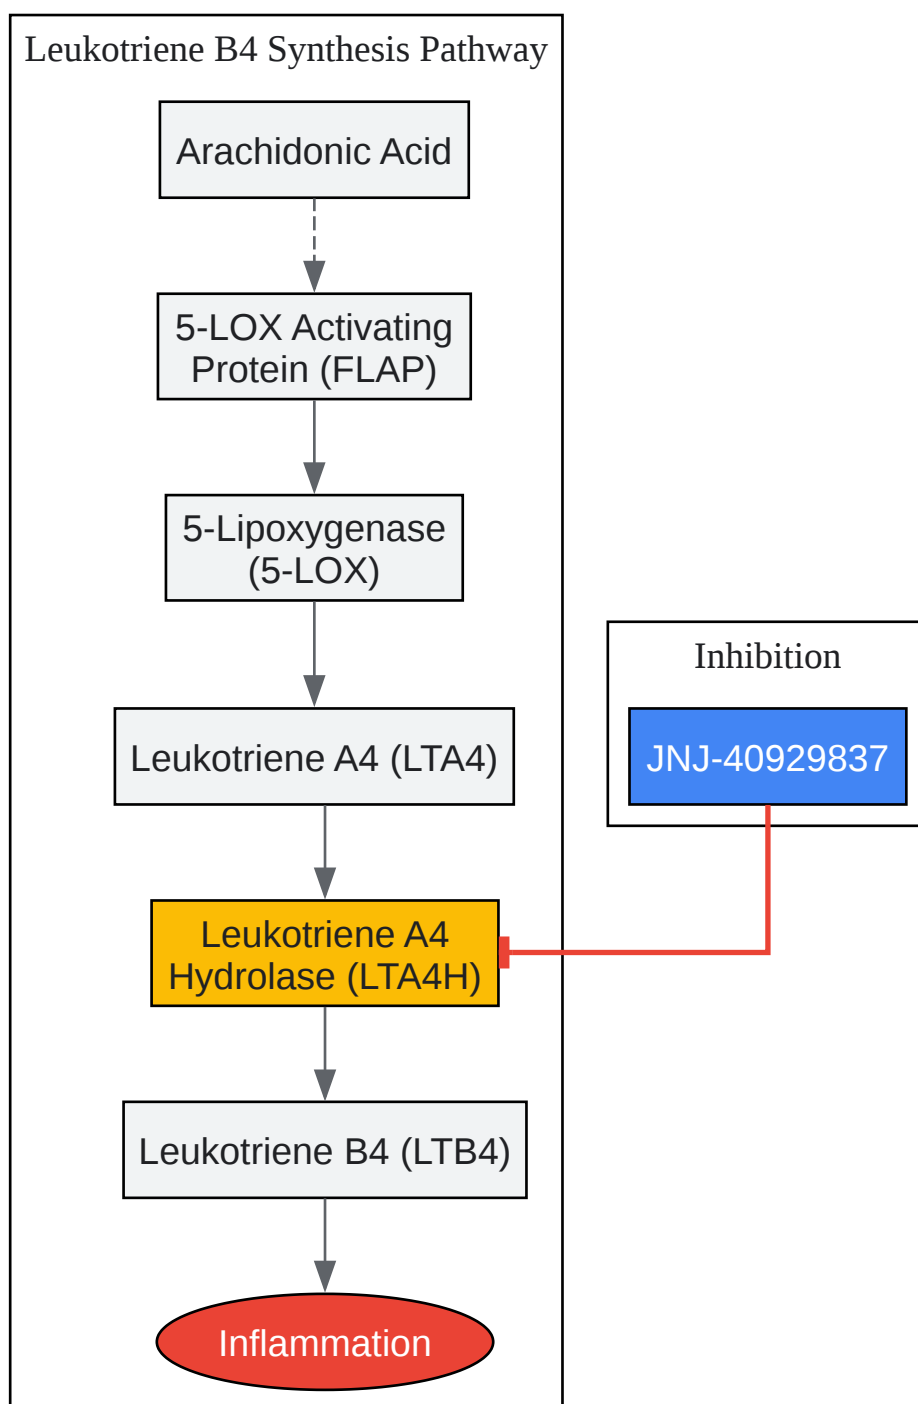 Leukotriene B4 Synthesis Pathway
Arachidonic Acid
5-LOX Activating
Protein (FLAP)
5-Lipoxygenase
(5-LOX)
Inhibition
Leukotriene A4 (LTA4)
JNJ-40929837
Leukotriene A4
Hydrolase (LTA4H)
Leukotriene B4 (LTB4)
Inflammation